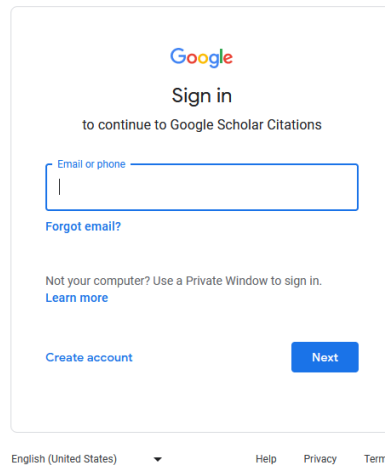 Google
Sign in
to continue to Google Scholar Citations
Email or phone
Forgot email?
Not your computer? Use a Private Window to sign in.
Learn more
Create account
Next
English (United States)
Help
Privacy
Term